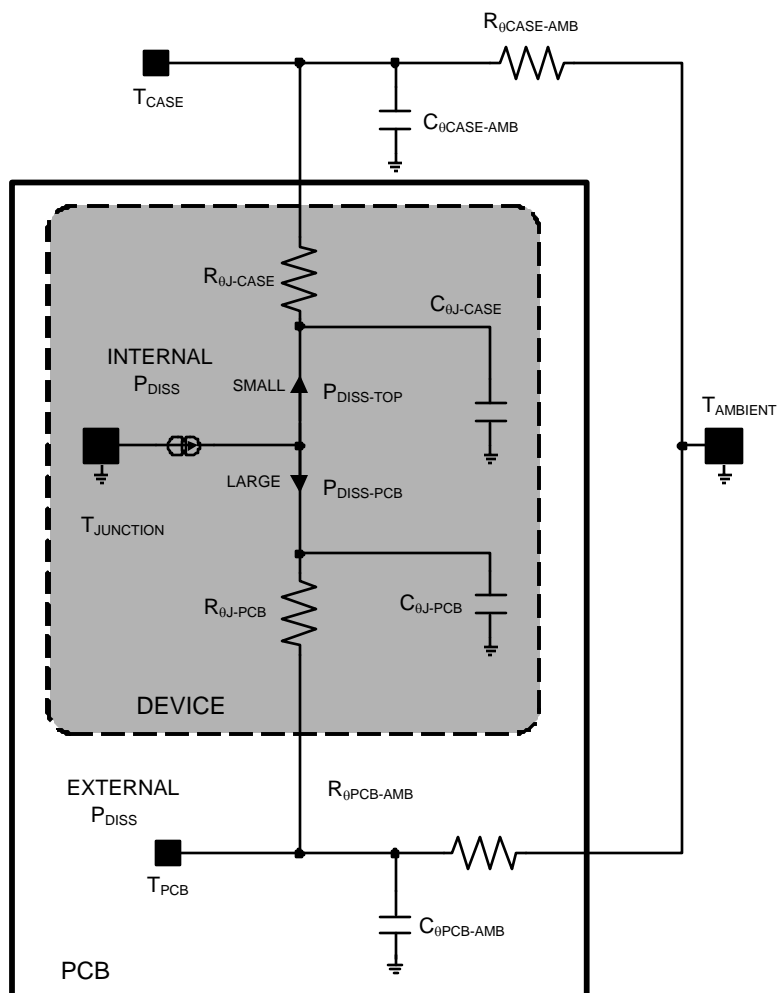 RθCASE-AMB
TCASE
CθCASE-AMB
RθJ-CASE
CθJ-CASE
INTERNAL
PDISS
SMALL
PDISS-TOP
TAMBIENT
LARGE
PDISS-PCB
TJUNCTION
RθJ-PCB
CθJ-PCB
DEVICE
EXTERNAL
PDISS
RθPCB-AMB
TPCB
CθPCB-AMB
PCB